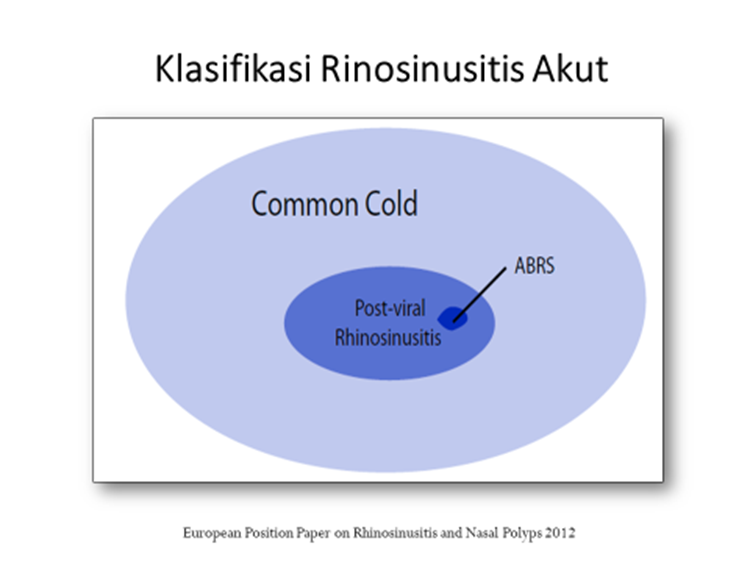 Klasifikasi Rinosinusitis Akut
Common Cold
ABRS
Post-viral
Rhinosinusitis
European Position Paper on Rhinosinusitis and Nasal Polyps 2012